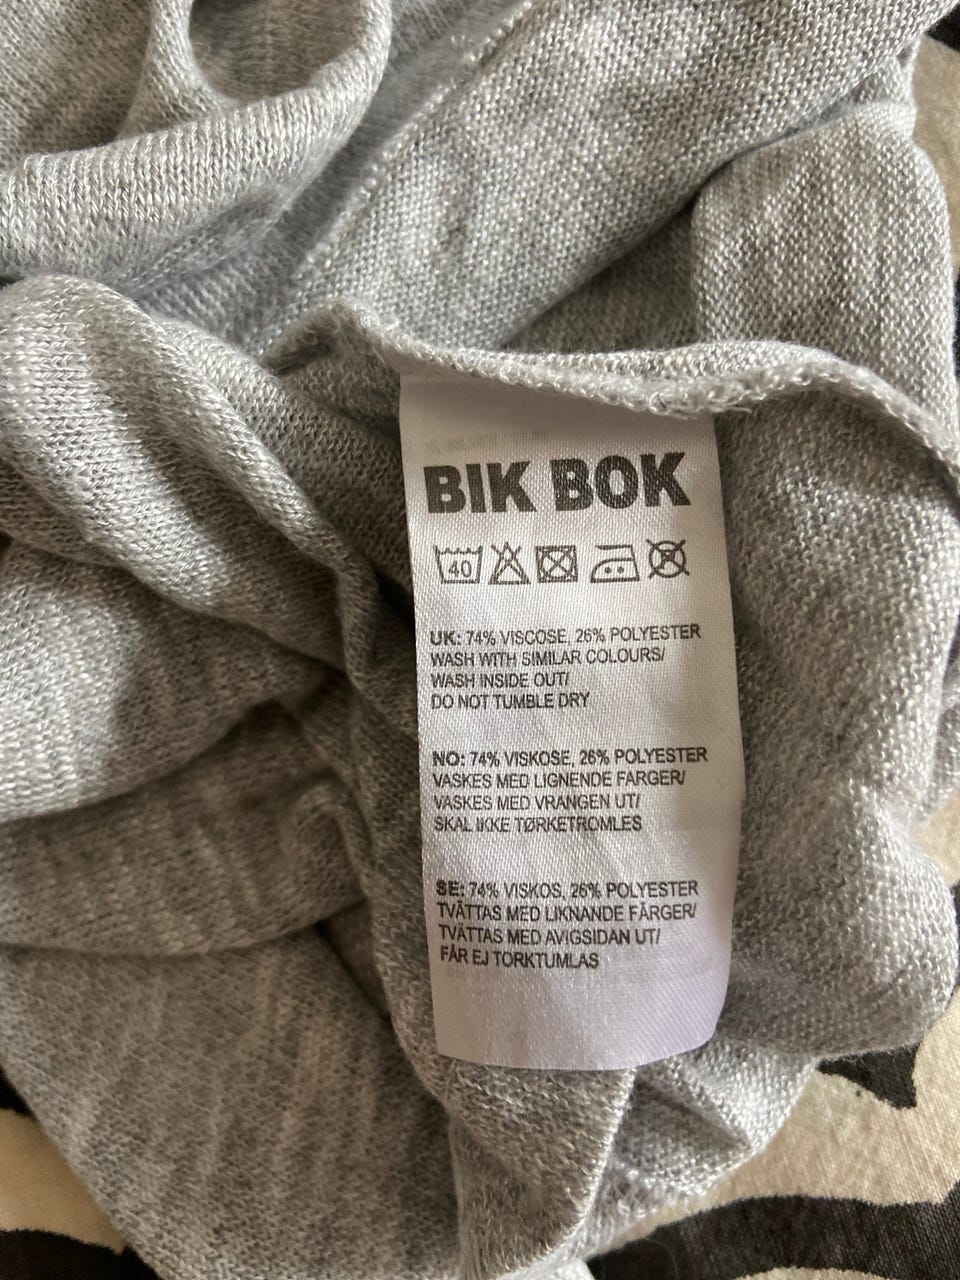 BIK BOK
40
UK: 74% VISCOSE, 26% POLYESTER
WASH WITH SIMILAR COLOURS/
WASH INSIDE OUT/
DO NOT TUMBLE DRY
NO: 74% VISKOSE, 26% POLYESTER
VASKES MED LIGNENDE FARGER/
VASKES MED VRANGEN UT/
SKAL IKKE TØRKETROMLES
SE: 74% VISKOS, 26% POLYESTER
TVÄTTAS MED LIKNANDE FÄRGER/
TVÄTTAS MED AVIGSIDAN UT/
FÅR EJ TORKTUMLAS